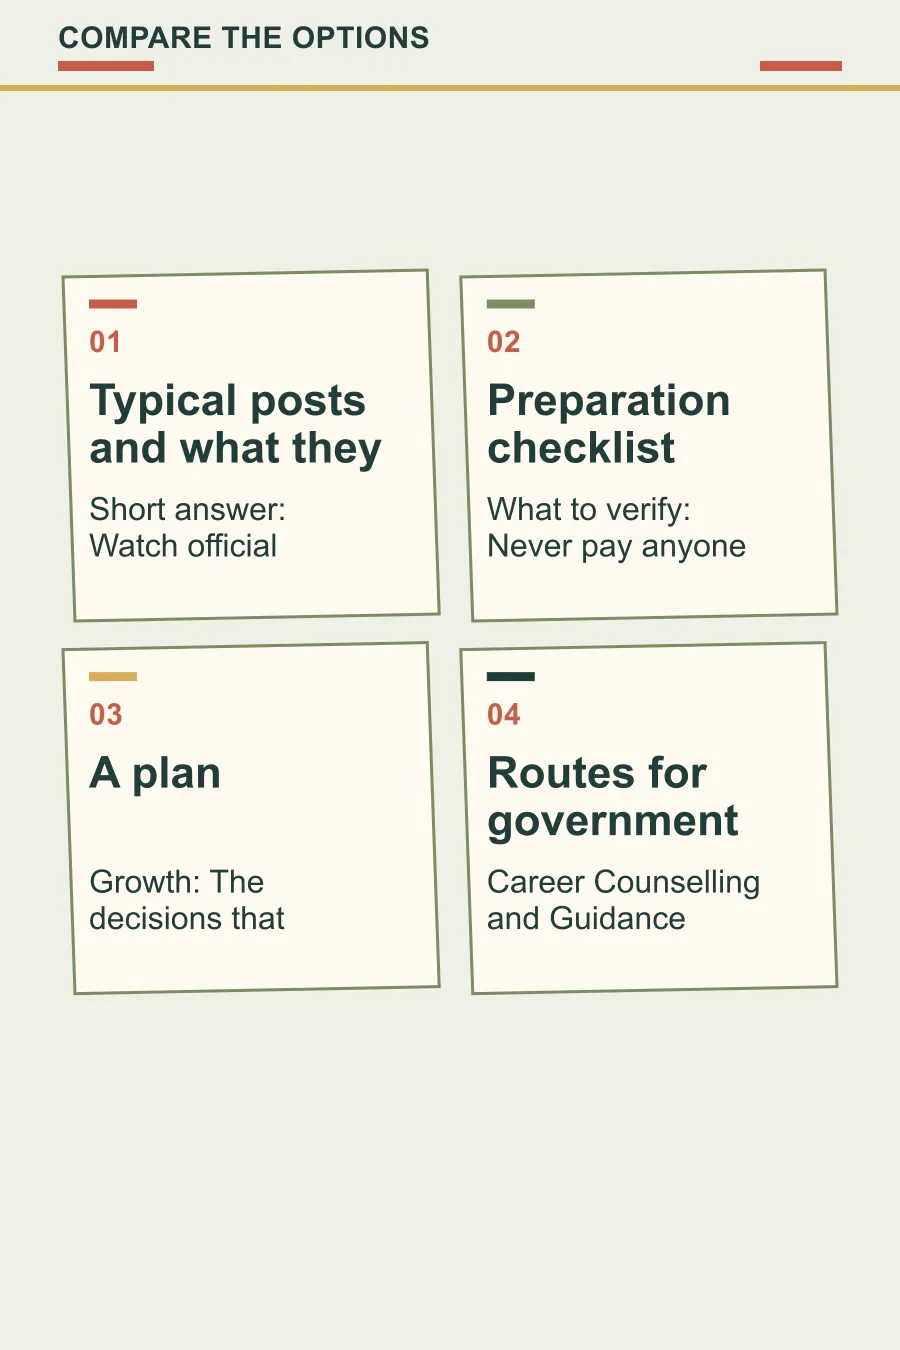 COMPARE THE OPTIONS
01
Typical posts
and what they
Short answer:
Watch official
02
Preparation
checklist
What to verify:
Never pay anyone
03
A plan
Growth: The
decisions that
04
Routes for
government
Career Counselling
and Guidance